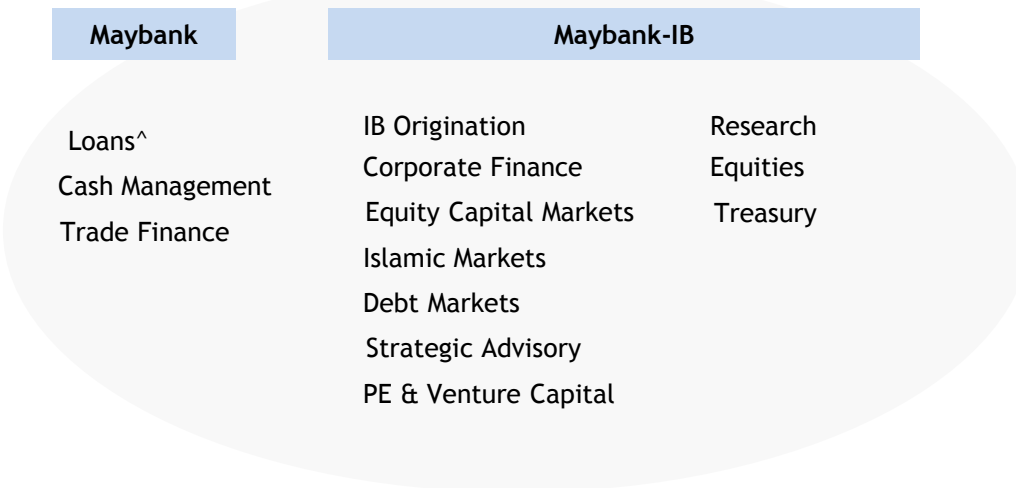 Maybank
Maybank-IB
Loans^
Cash Management
Trade Finance
IB Origination
Corporate Finance
Equity Capital Markets
Islamic Markets
Debt Markets
Strategic Advisory
PE & Venture Capital
Research
Equities
Treasury